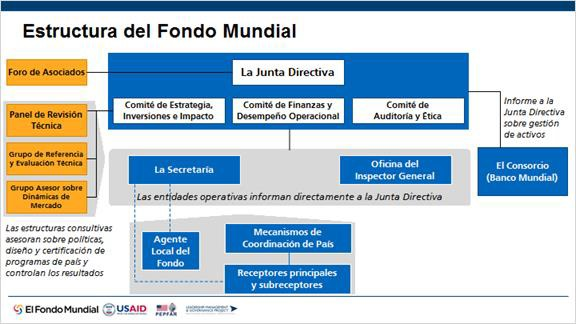 Estructura del Fondo Mundial
Foro de Asociados
La Junta Directiva
Comité de Estrategia,
Inversiones e Impacto
Comité de Finanzas y
Desempeño Operacional
Comité de
Auditoría y Ética
Informe a la
Junta Directiva
sobre gestión
de activos
Panel de Revisión
Técnica
Grupo de Referencia
y Evaluación Técnica
Grupo Asesor sobre
Dinámicas de
Mercado
La Secretaría
Oficina del
Inspector General
El Consorcio
(Banco Mundial)
Las entidades operativas informan directamente a la Junta Directiva
Las estructuras consultivas
asesoran sobre políticas,
diseño y certificación de
programas de país y
controlan los resultados
Agente
Local del
Fondo
Mecanismos de
Coordinación de País
Receptores principales
y subreceptores
El Fondo Mundial
USAID
PEPFAR
LEADERSHIP, MANAGEMENT
& GOVERNANCE PROJECT